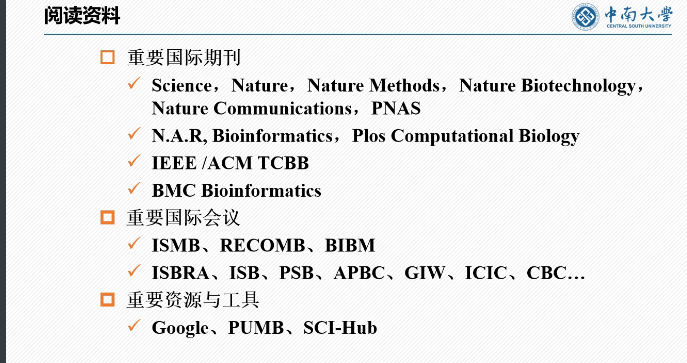 阅读资料
中南大学
CENTRAL SOUTH UNIVERSITY
重要国际期刊
Science，Nature，Nature Methods，Nature Biotechnology，
Nature Communications，PNAS
N.A.R, Bioinformatics，Plos Computational Biology
IEEE /ACM TCBB
BMC Bioinformatics
重要国际会议
ISMB、RECOMB、BIBM
ISBRA、ISB、PSB、APBC、GIW、ICIC、CBC…
重要资源与工具
Google、PUMB、SCI-Hub